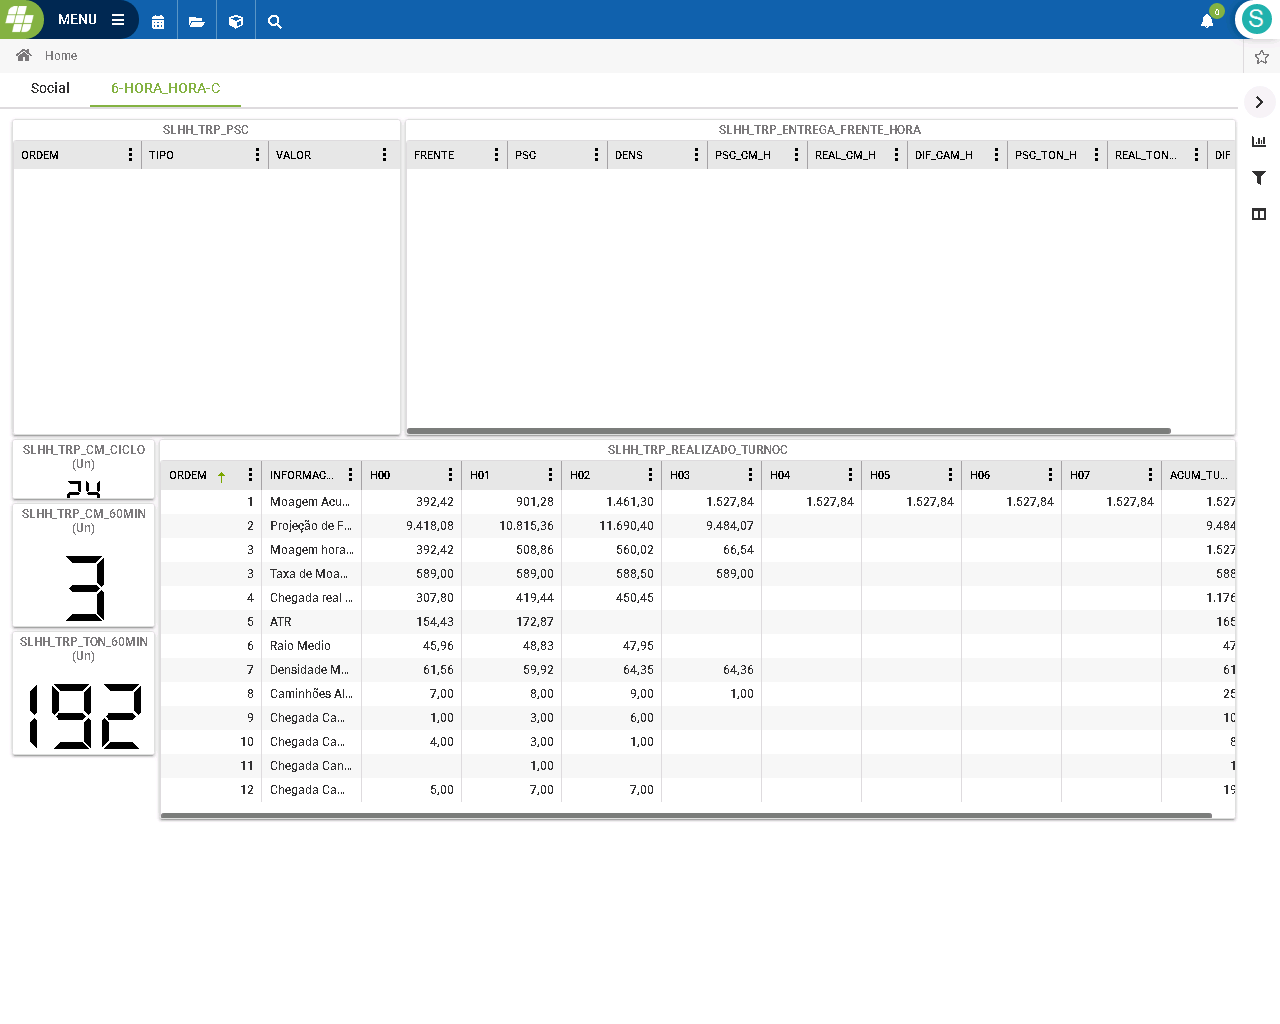 MENU
0
S
Home
Social
6-HORA_HORA-C
SLHH_TRP_PSC
ORDEM TIPO VALOR
SLHH_TRP_ENTREGA_FRENTE_HORA
FRENTE PSC DENS PSC_CM_H REAL_CM_H DIF_CAM_H PSC_TON_H REAL_TON... DIF
SLHH_TRP_CM_CICLO
(Un)
24
SLHH_TRP_CM_60MIN
(Un)
3
SLHH_TRP_TON_60MIN
(Un)
192
SLHH_TRP_REALIZADO_TURNOC
ORDEM INFORMAC... H00 H01 H02 H03 H04 H05 H06 H07 ACUM_TU...
1 Moagem Acu... 392,42 901,28 1.461,30 1.527,84 1.527,84 1.527,84 1.527,84 1.527,84 1.527
2 Projeção de F... 9.418,08 10.815,36 11.690,40 9.484,07 9.484
3 Moagem hora... 392,42 508,86 560,02 66,54 1.527
3 Taxa de Moa... 589,00 589,00 588,50 589,00 588
4 Chegada real ... 307,80 419,44 450,45 1.176
5 ATR 154,43 172,87 165
6 Raio Medio 45,96 48,83 47,95 47
7 Densidade M... 61,56 59,92 64,35 64,36 61
8 Caminhões Al... 7,00 8,00 9,00 1,00 25
9 Chegada Ca... 1,00 3,00 6,00 10
10 Chegada Ca... 4,00 3,00 1,00 8
11 Chegada Can... 1,00 1
12 Chegada Ca... 5,00 7,00 7,00 19